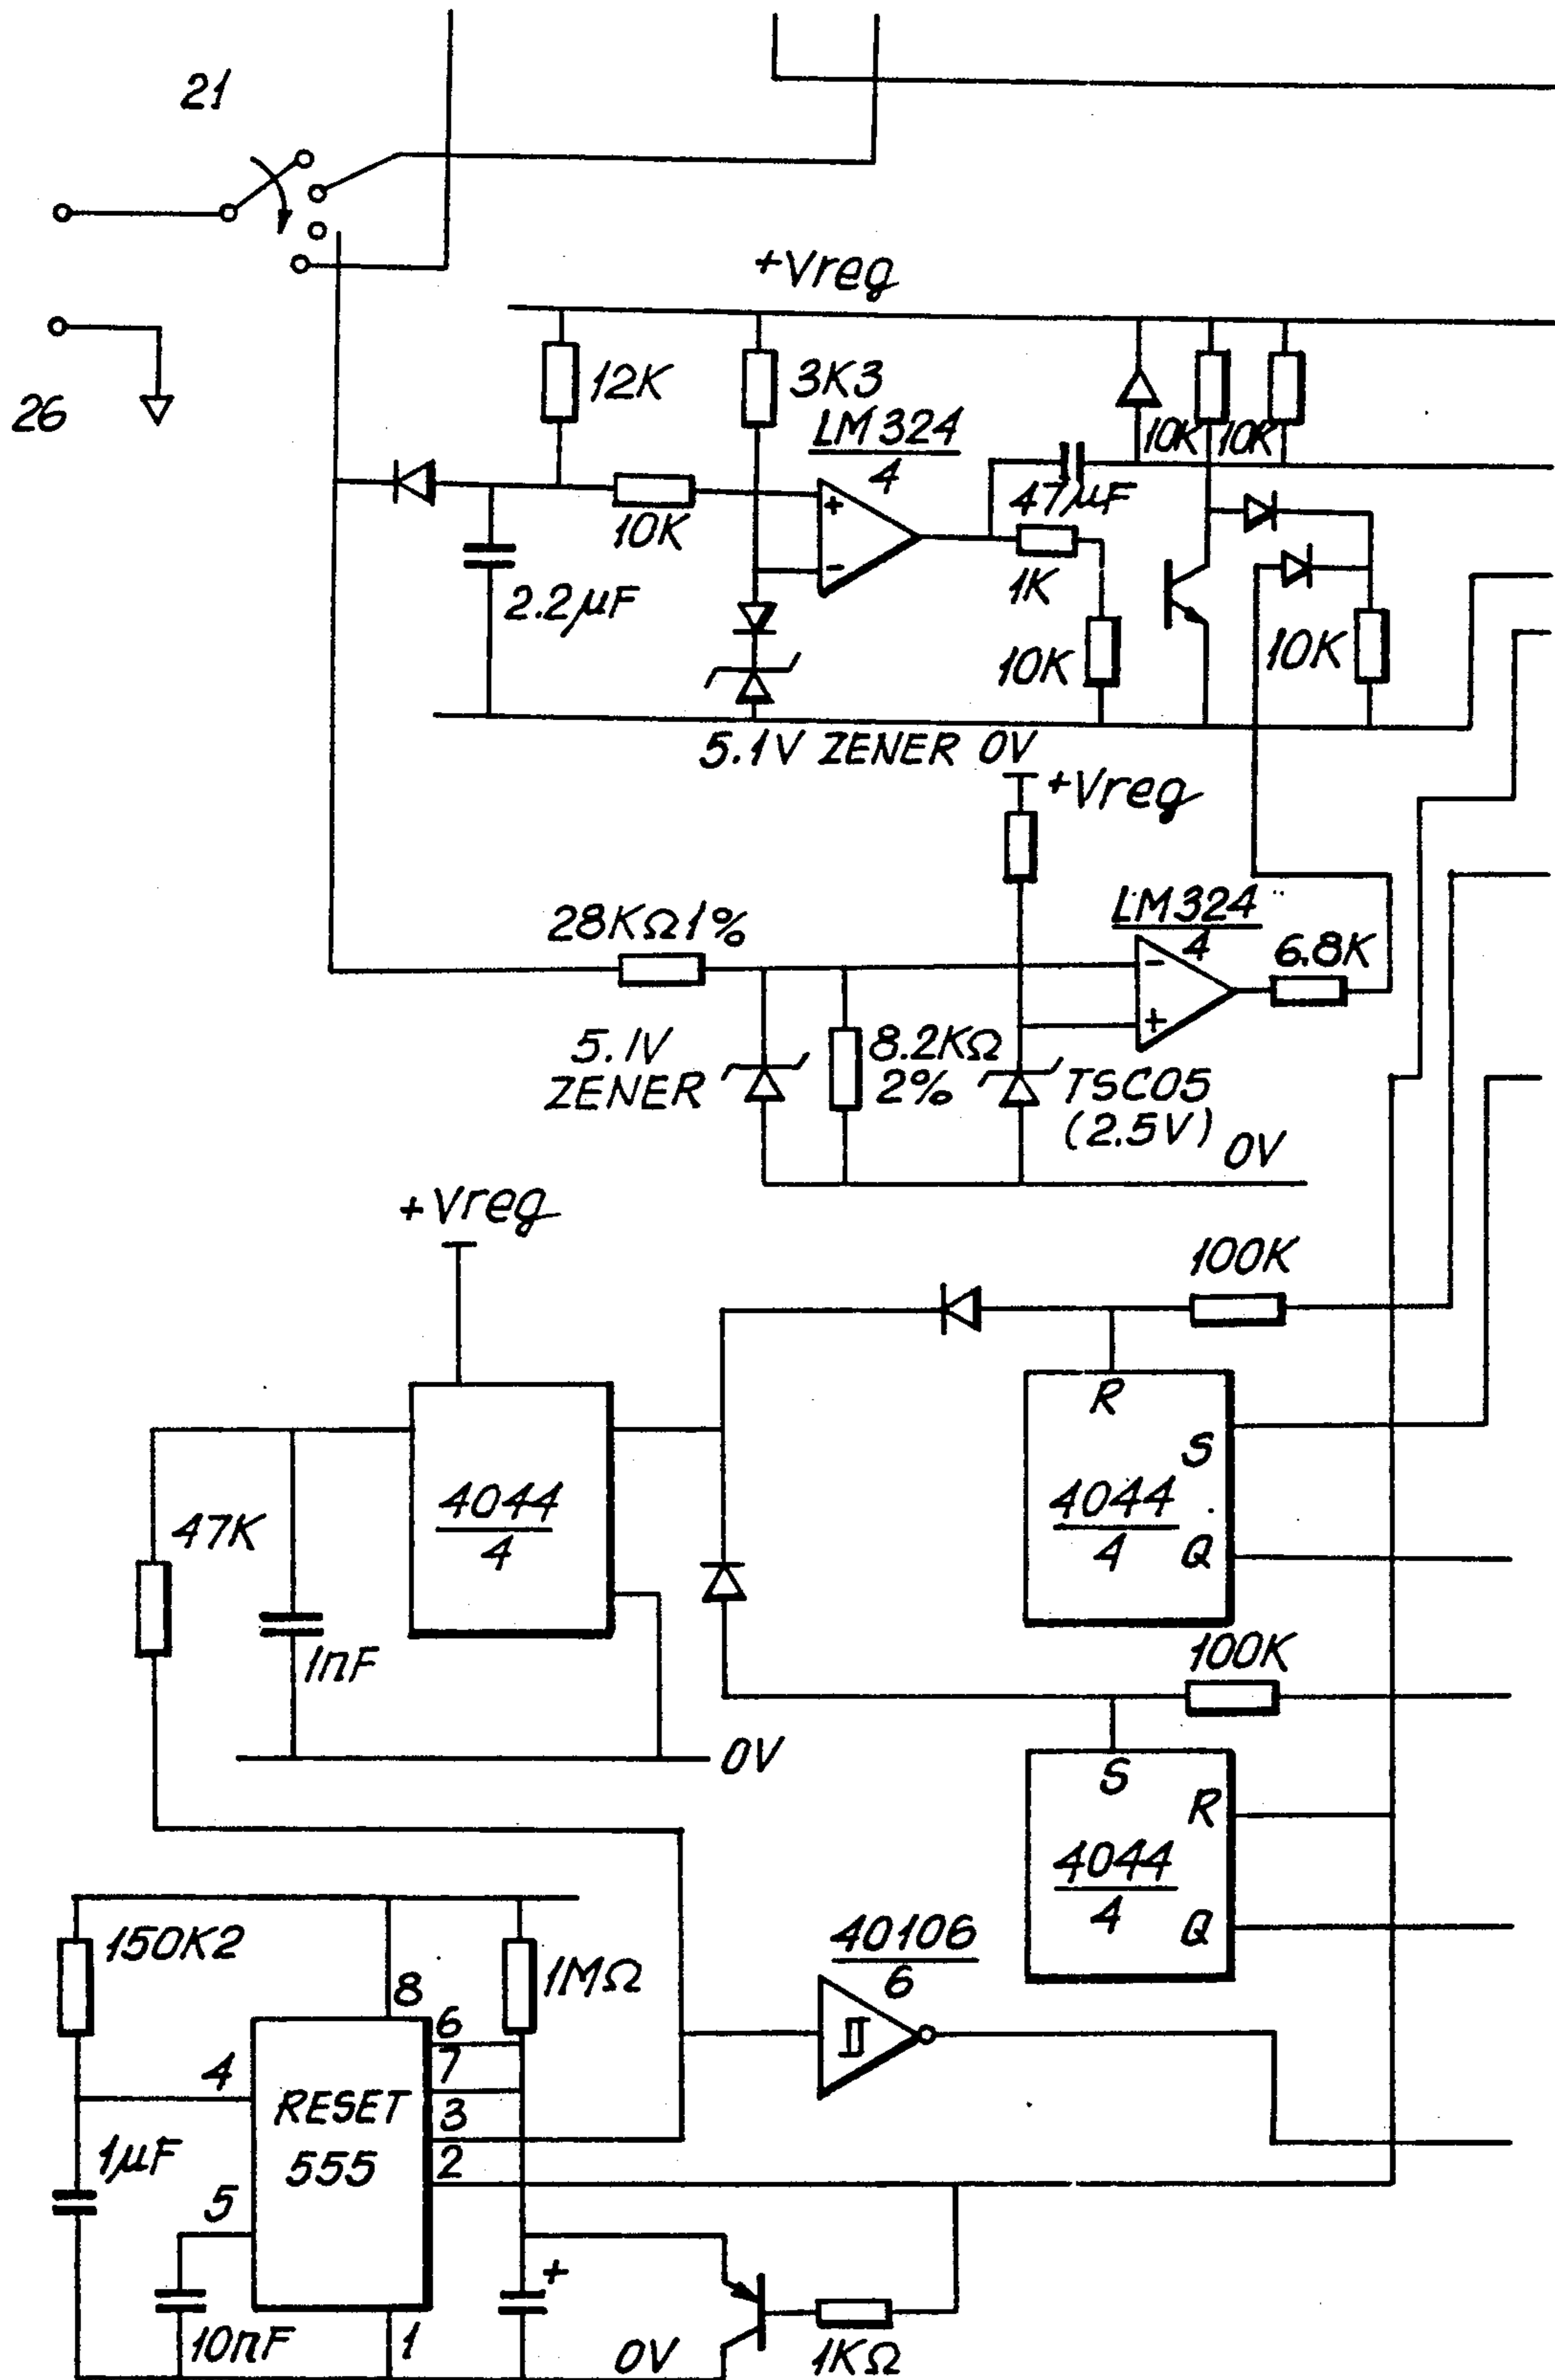 21
+Vreg
26
12K
3K3
LM324
4
10K
10K
10K
47μF
1K
2.2μF
10K
10K
5.1V ZENER
0V
+Vreg
28KΩ1%
LM324
4
6.8K
-
+
5.1V
ZENER
8.2KΩ
2%
TSC05
(2.5V)
0V
+Vreg
100K
R
S
4044
4
Q
47K
4044
4
1nF
0V
100K
S
R
4044
4
Q
150K2
1MΩ
40106
6
8
6
7
3
2
4
RESET
555
1μF
5
10nF
1
+
0V
1KΩ
+
-